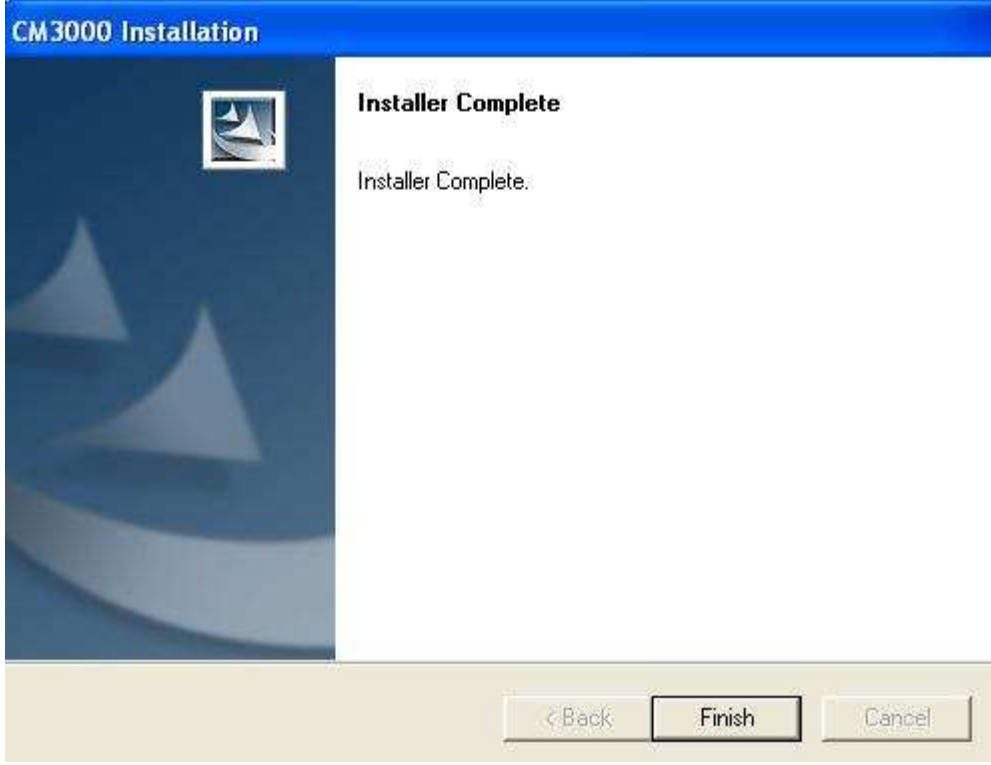 CM3000 Installation
Installer Complete
Installer Complete.
< Back
Finish
Cancel